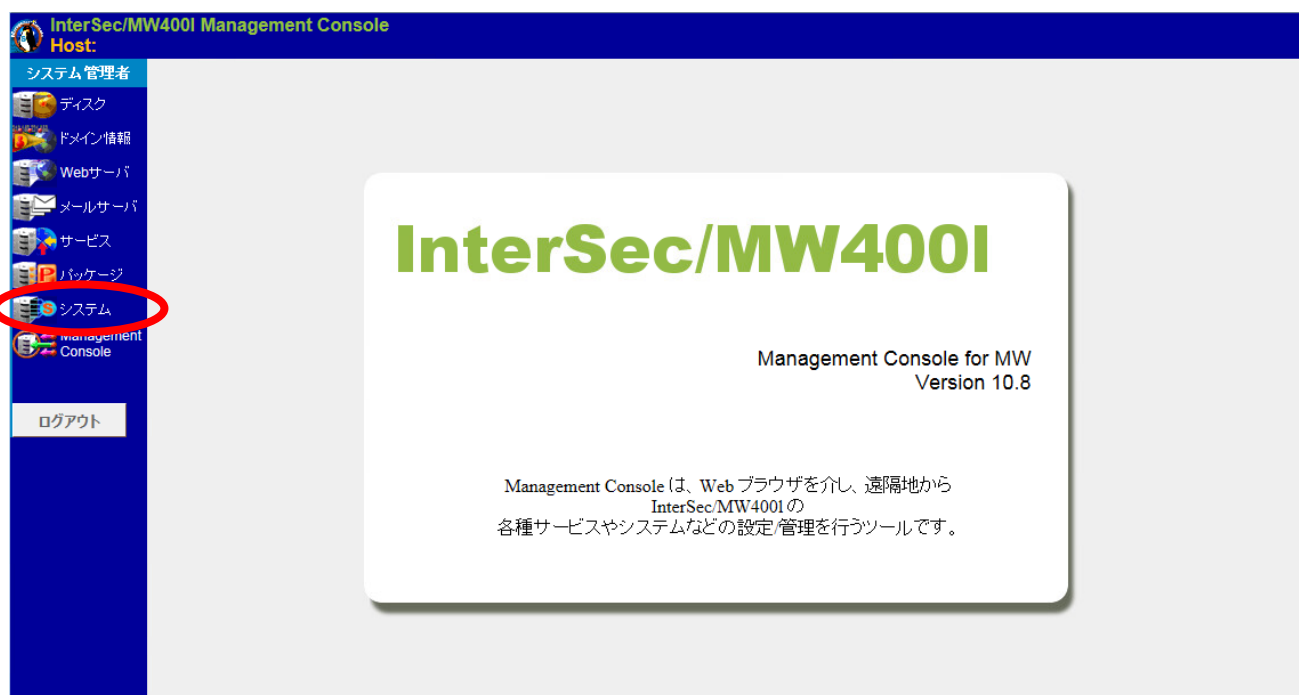 InterSec/MW400l Management Console
Host:
システム管理者
ディスク
ドメイン情報
Webサーバ
メールサーバ
サービス
パッケージ
システム
Management
Console
ログアウト
InterSec/MW400l
Management Console for MW
Version 10.8
Management Console は、Web ブラウザを介し、遠隔地から
InterSec/MW400l の
各種サービスやシステムなどの設定/管理を行うツールです。